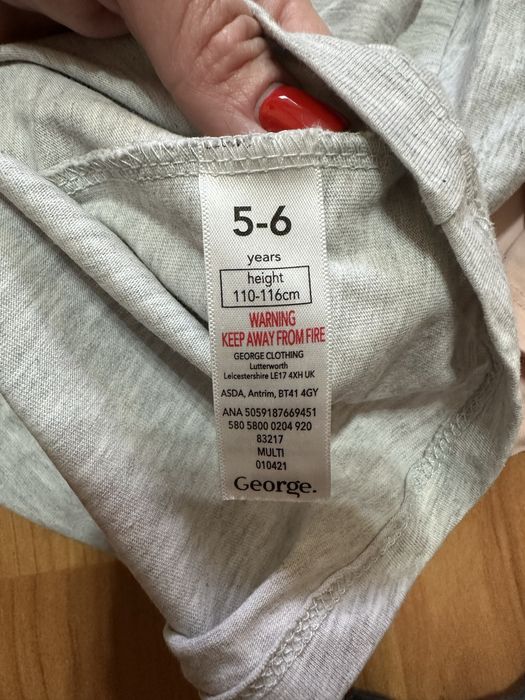 5-6
years
height
110-116cm
WARNING
KEEP AWAY FROM FIRE
GEORGE CLOTHING
Lutterworth
Leicestershire LE17 4XH UK
ASDA, Antrim, BT41 4GY
ANA 5059187669451
580 5800 0204 920
83217
MULTI
010421
George.